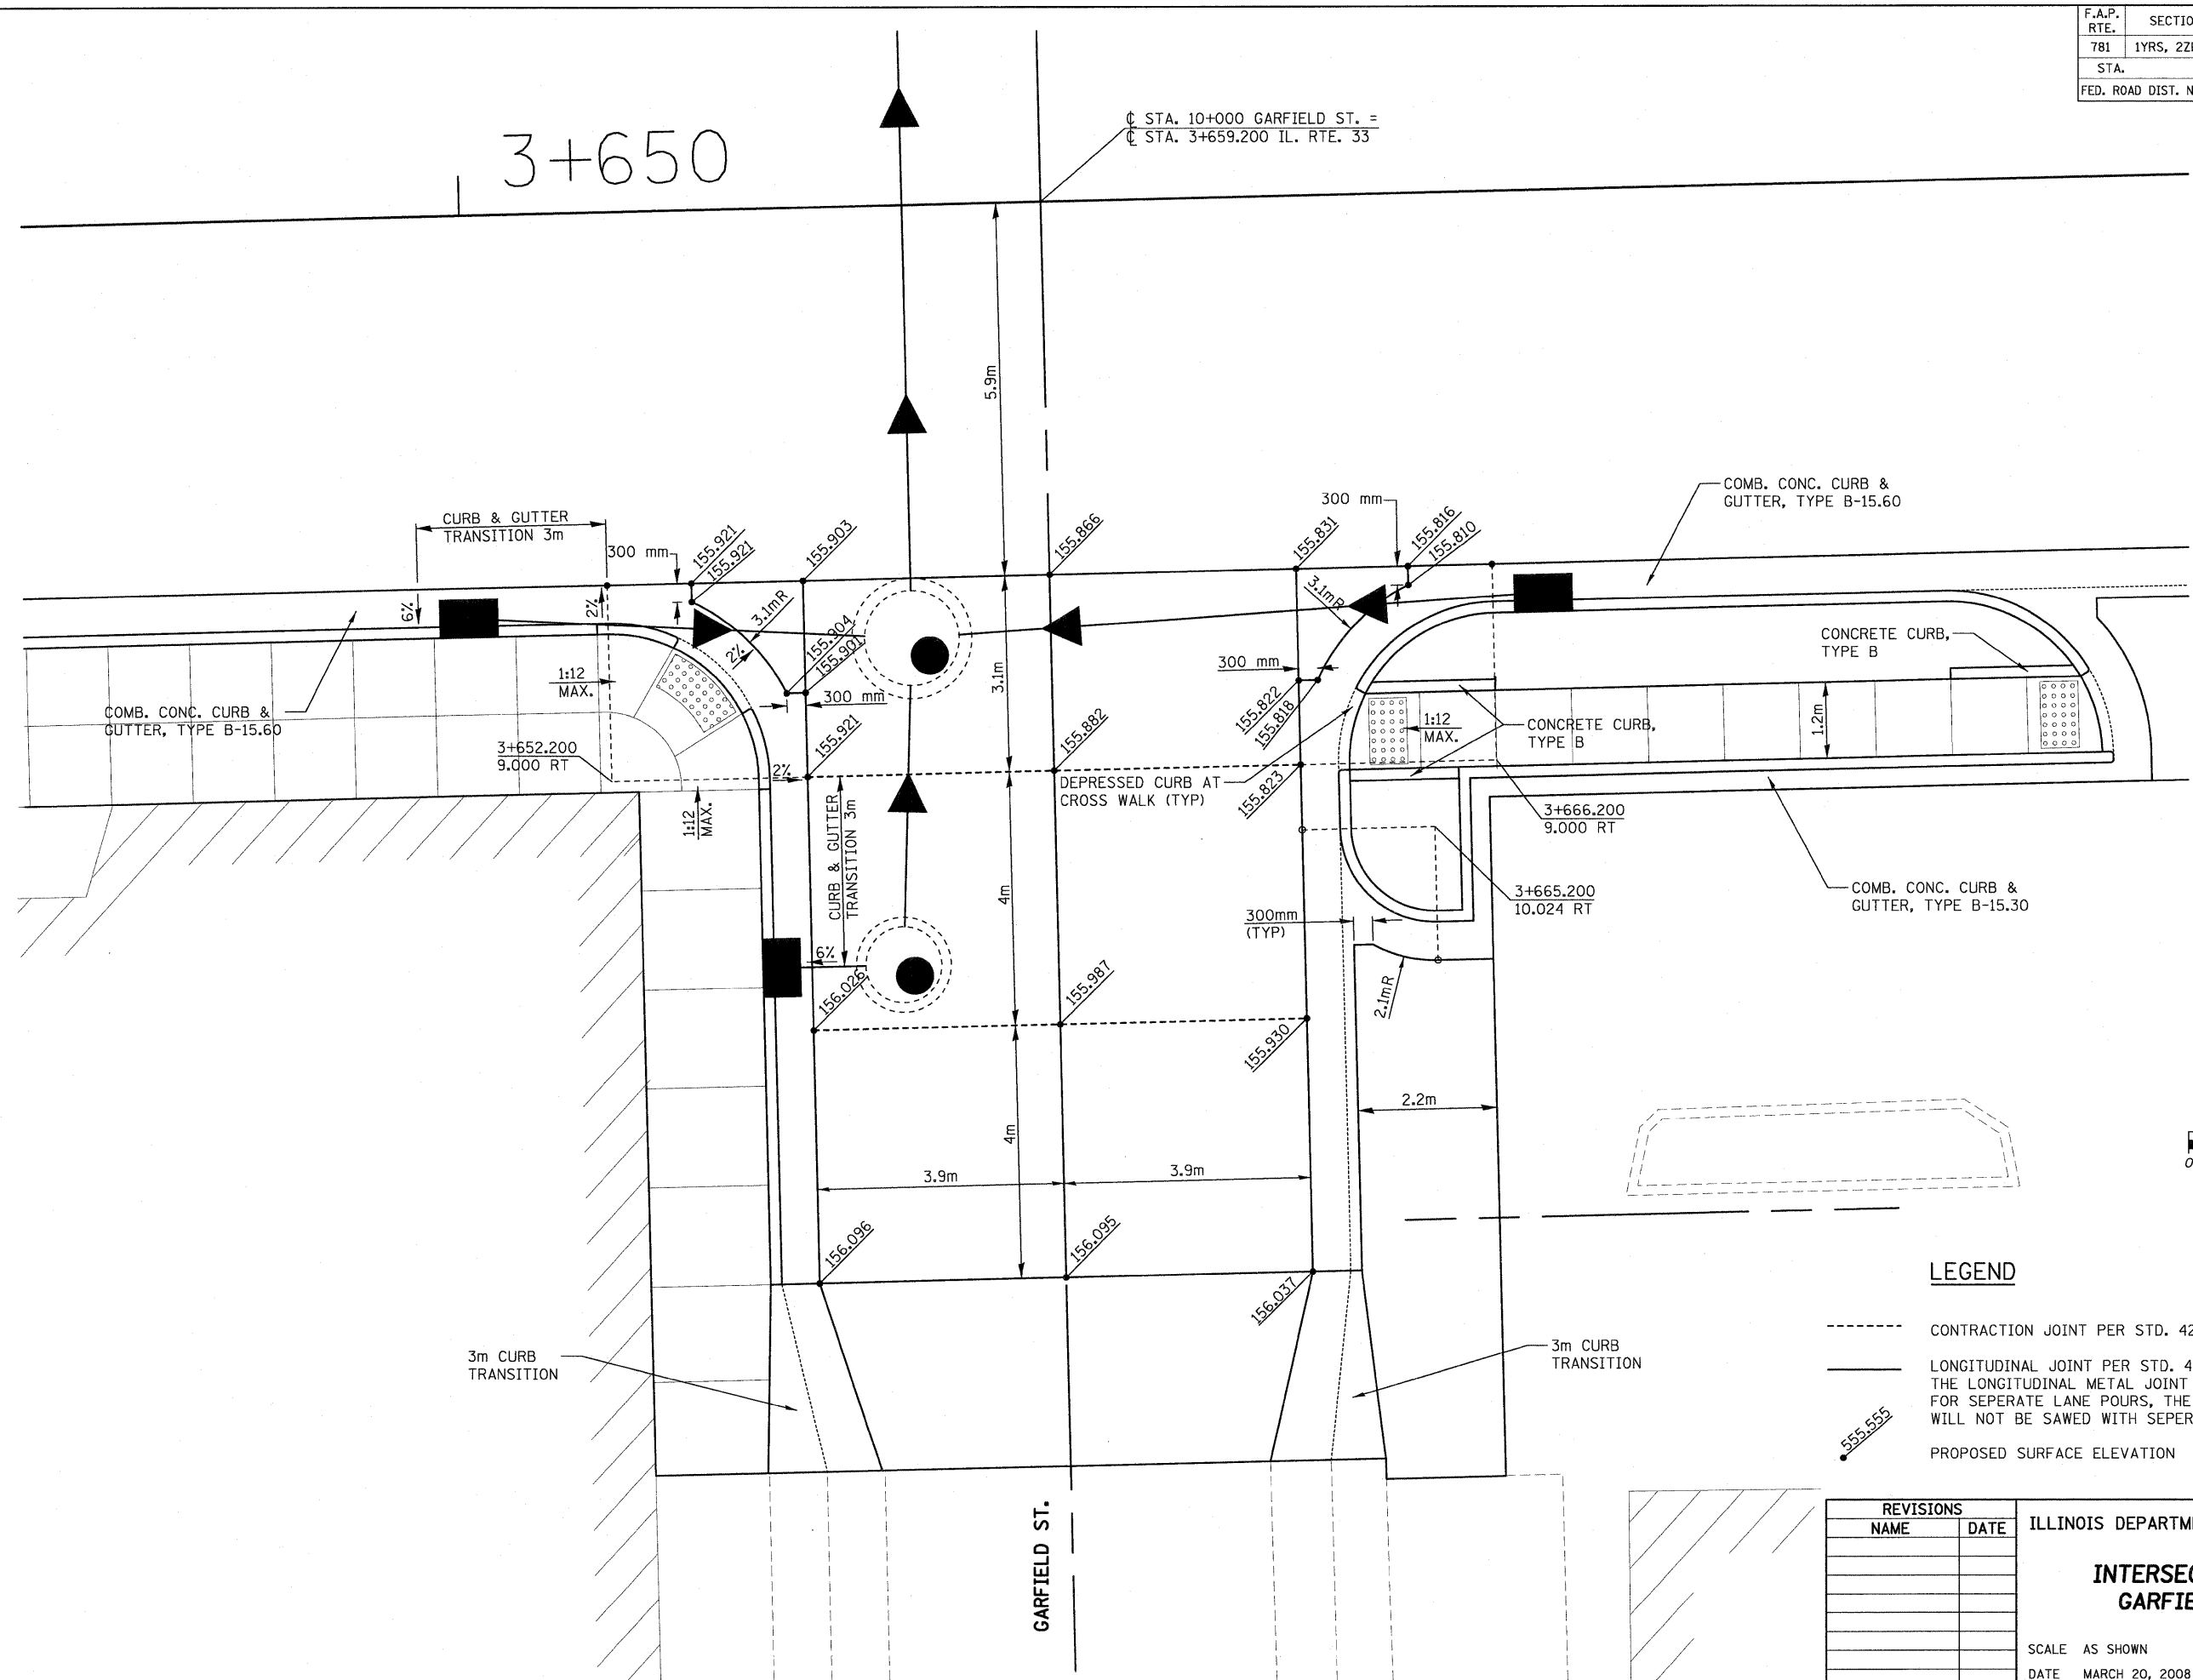 F.A.P.
RTE.
781 1YRS,
STA.
FED. ROAD DIST.
3+650
℄ STA. 10+000 GARFIELD ST. =
℄ STA. 3+659.200 IL. RTE. 33
5.9m
COMB. CONC. CURB &
GUTTER, TYPE B-15.60
CURB & GUTTER
TRANSITION 3m
300 mm
155.921
155.921
155.903
155.866
155.831
300 mm
155.816
155.810
6%
2%
3.1mR
3.1mR
2%
155.904
155.901
300 mm
3.1m
300 mm
155.822
155.818
CONCRETE CURB,
TYPE B
1:12
MAX.
COMB. CONC. CURB &
GUTTER, TYPE B-15.60
3+652.200
9.000 RT
2%
155.921
155.882
1:12
MAX.
CONCRETE CURB,
TYPE B
1.2m
DEPRESSED CURB AT
CROSS WALK (TYP)
155.823
1:12
MAX.
CURB & GUTTER
TRANSITION 3m
3+666.200
9.000 RT
4m
3+665.200
10.024 RT
COMB. CONC. CURB &
GUTTER, TYPE B-15.30
300mm
(TYP)
6%
156.026
155.987
155.930
2.1mR
2.2m
4m
3.9m
3.9m
156.096
156.095
156.037
0
LEGEND
CONTRACTION JOINT PER STD. 42
LONGITUDINAL JOINT PER STD. 4
THE LONGITUDINAL METAL JOINT
FOR SEPERATE LANE POURS, THE
WILL NOT BE SAWED WITH SEPER
555.555
PROPOSED SURFACE ELEVATION
3m CURB
TRANSITION
3m CURB
TRANSITION
GARFIELD ST.
REVISIONS
NAME DATE
ILLINOIS DEPARTM
INTERSE
GARFIE
SCALE AS SHOWN
DATE MARCH 20, 2008